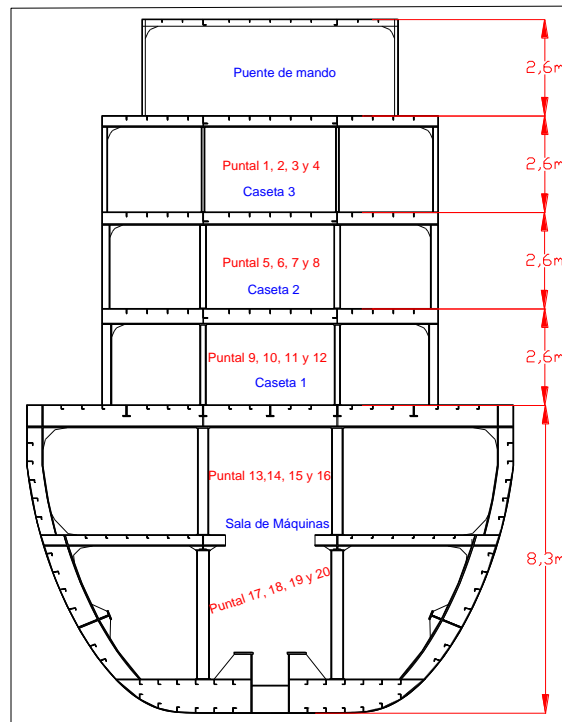 Puente de mando
2,6m
Puntal 1, 2, 3 y 4
Caseta 3
2,6m
Puntal 5, 6, 7 y 8
Caseta 2
2,6m
Puntal 9, 10, 11 y 12
Caseta 1
2,6m
Puntal 13,14, 15 y 16
Sala de Máquinas
8,3m
Puntal 17, 18, 19 y 20